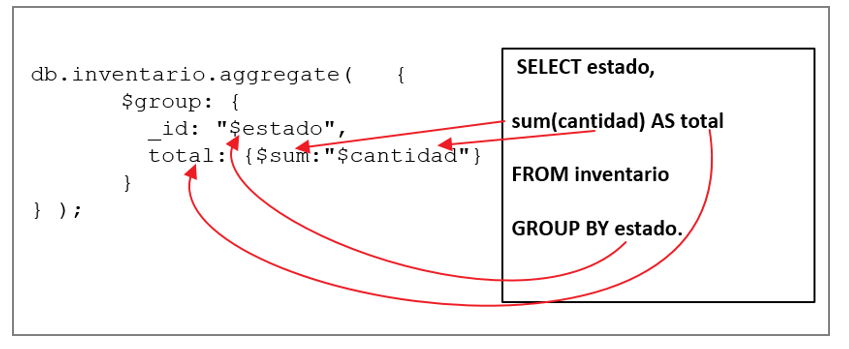 db.inventario.aggregate(   {
$group: {
_id: "$estado",
total: {$sum:"$cantidad"}
}
} );
SELECT estado,
sum(cantidad) AS total
FROM inventario
GROUP BY estado.